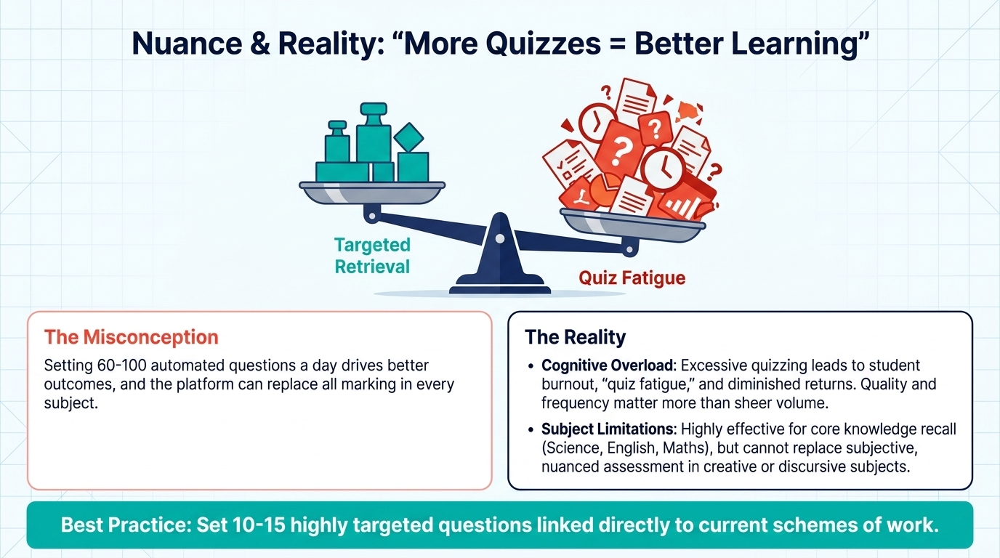 Nuance & Reality: “More Quizzes = Better Learning”
?
?
?
?
Targeted
Retrieval
Quiz Fatigue
The Misconception
Setting 60-100 automated questions a day drives better
outcomes, and the platform can replace all marking in every
subject.
The Reality
• Cognitive Overload: Excessive quizzing leads to student
burnout, “quiz fatigue,” and diminished returns. Quality and
frequency matter more than sheer volume.
• Subject Limitations: Highly effective for core knowledge recall
(Science, English, Maths), but cannot replace subjective,
nuanced assessment in creative or discursive subjects.
Best Practice: Set 10-15 highly targeted questions linked directly to current schemes of work.